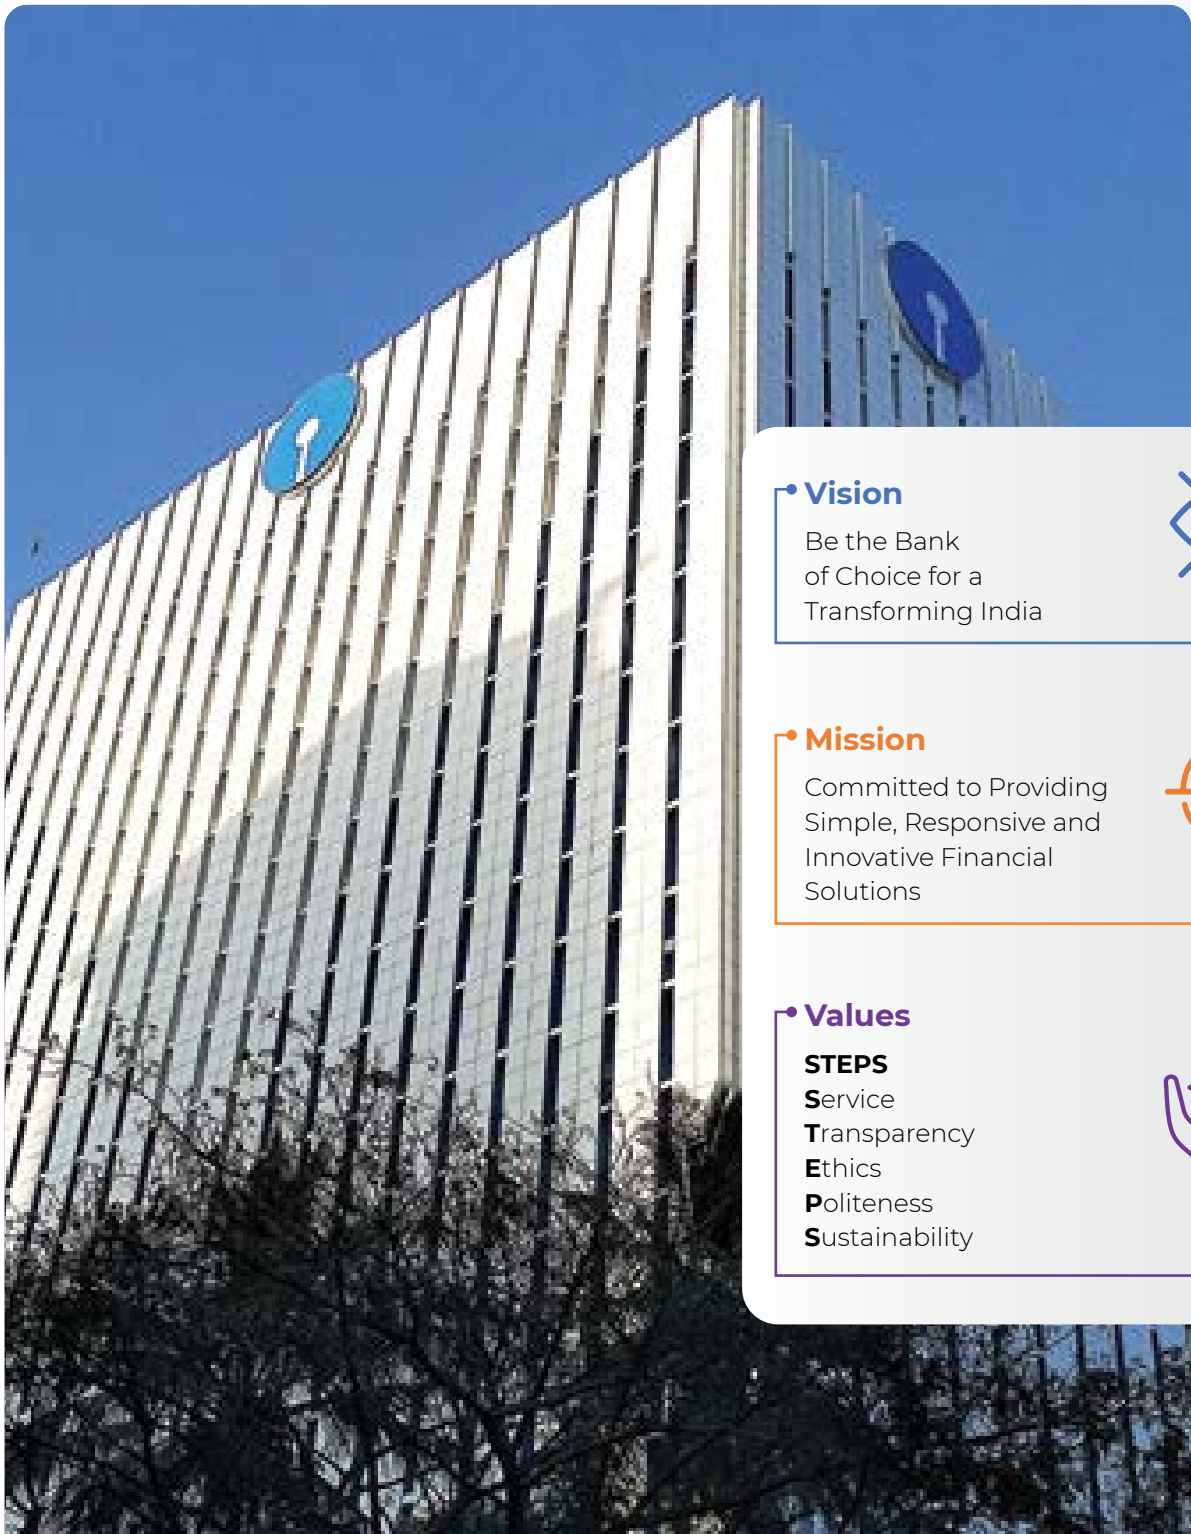 Vision
Be the Bank
of Choice for a
Transforming India
Mission
Committed to Providing
Simple, Responsive and
Innovative Financial
Solutions
Values
STEPS
Service
Transparency
Ethics
Politeness
Sustainability